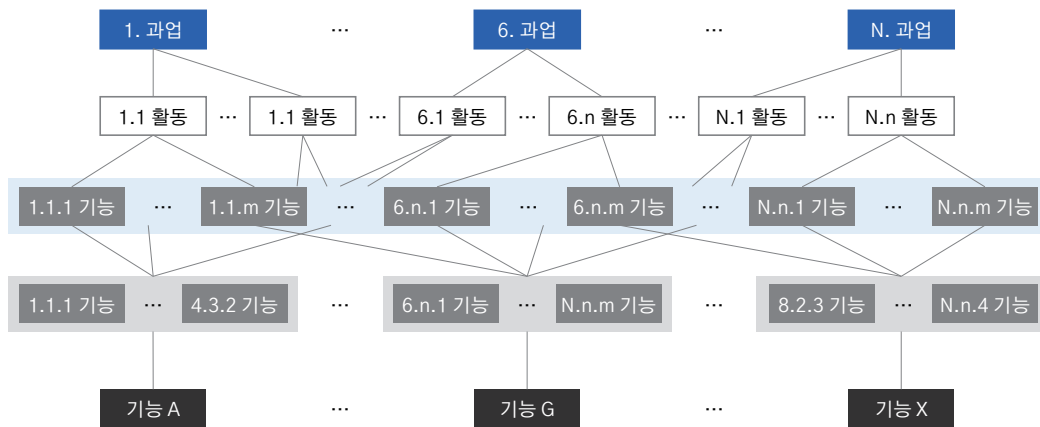 1. 과업 ··· 6. 과업 ··· N. 과업
1.1 활동 ··· 1.1 활동 ··· 6.1 활동 ··· 6.n 활동 ··· N.1 활동 ··· N.n 활동
1.1.1 기능 ··· 1.1.m 기능 ··· 6.n.1 기능 ··· 6.n.m 기능 ··· N.n.1 기능 ··· N.n.m 기능
1.1.1 기능 ··· 4.3.2 기능 ··· 6.n.1 기능 ··· N.n.m 기능 ··· 8.2.3 기능 ··· N.n.4 기능
기능 A ··· 기능 G ··· 기능 X